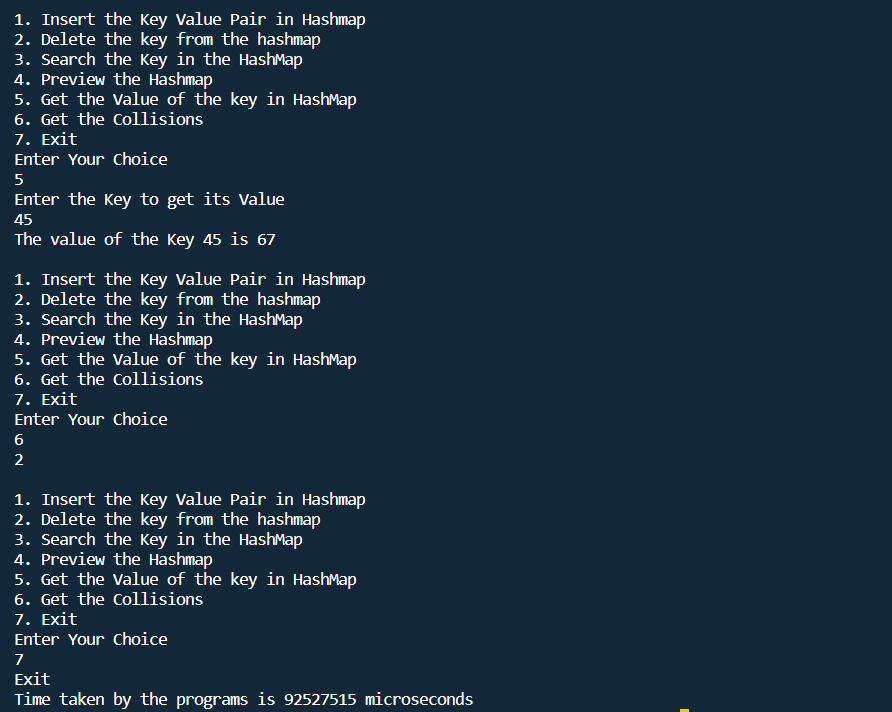 1. Insert the Key Value Pair in Hashmap
2. Delete the key from the hashmap
3. Search the Key in the HashMap
4. Preview the Hashmap
5. Get the Value of the key in HashMap
6. Get the Collisions
7. Exit
Enter Your Choice
5
Enter the Key to get its Value
45
The value of the Key 45 is 67

1. Insert the Key Value Pair in Hashmap
2. Delete the key from the hashmap
3. Search the Key in the HashMap
4. Preview the Hashmap
5. Get the Value of the key in HashMap
6. Get the Collisions
7. Exit
Enter Your Choice
6
2

1. Insert the Key Value Pair in Hashmap
2. Delete the key from the hashmap
3. Search the Key in the HashMap
4. Preview the Hashmap
5. Get the Value of the key in HashMap
6. Get the Collisions
7. Exit
Enter Your Choice
7
Exit
Time taken by the programs is 92527515 microseconds